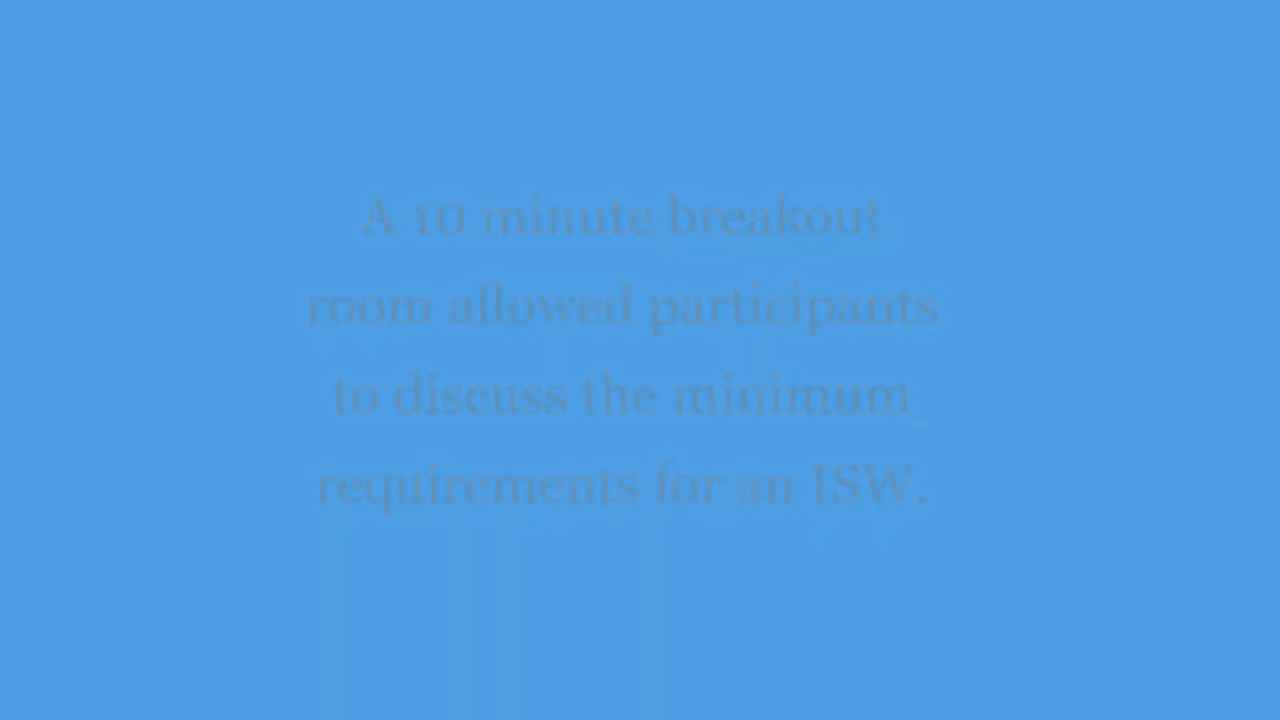 A 10 minute breakout
room allowed participants
to discuss the minimum
requirements for an ISW.